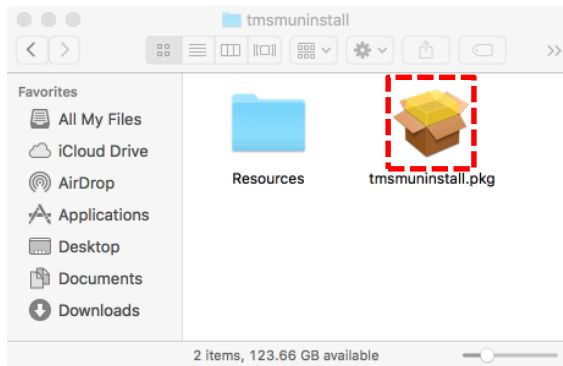 tmsmuninstall
Favorites
All My Files
iCloud Drive
AirDrop
Applications
Desktop
Documents
Downloads
Resources
tmsmuninstall.pkg
2 items, 123.66 GB available